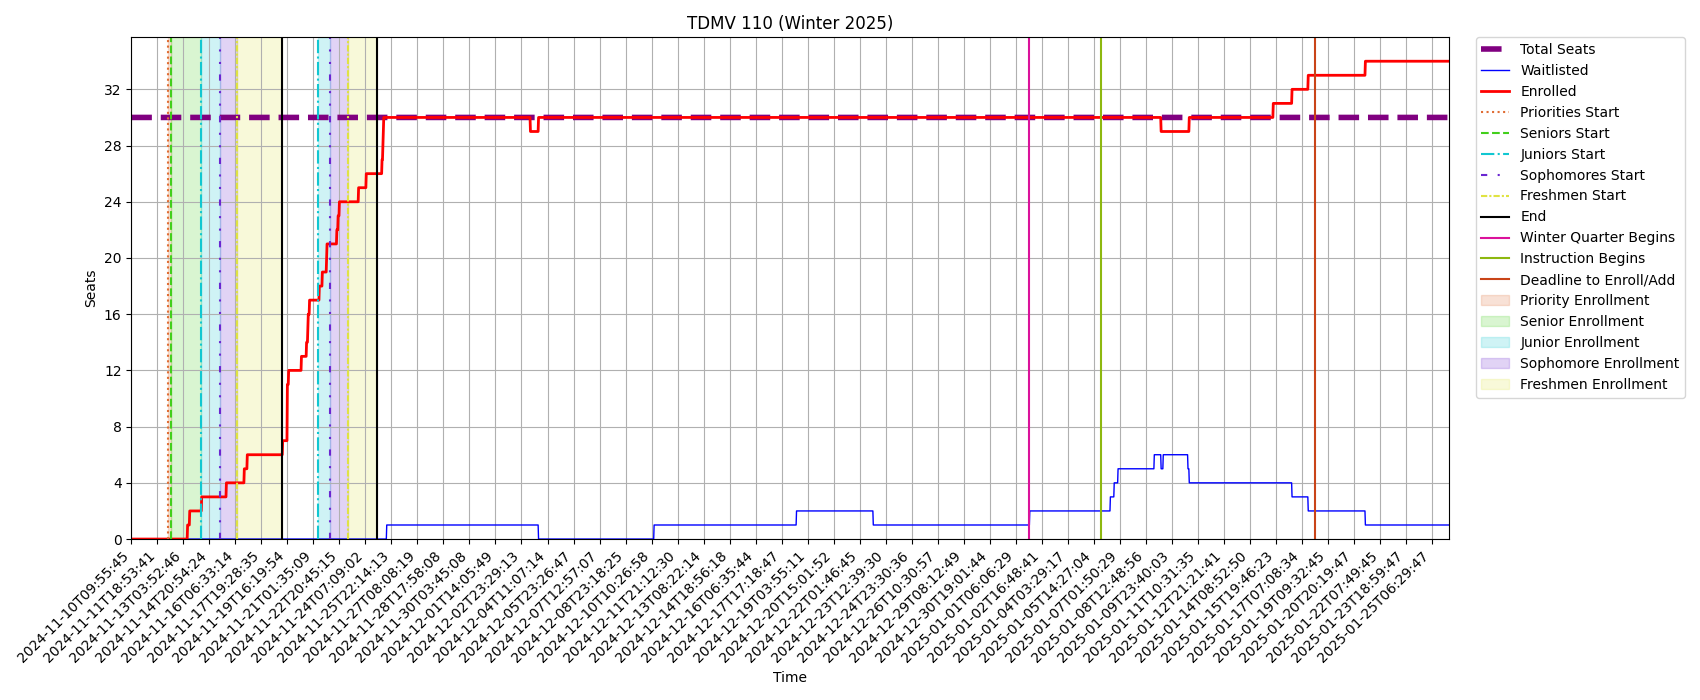 TDMV 110 (Winter 2025)
Seats
32
28
24
20
16
12
8
4
0
2024-11-10T09:55:45
2024-11-11T18:53:41
2024-11-13T03:52:46
2024-11-14T20:54:24
2024-11-16T06:33:14
2024-11-17T19:28:35
2024-11-19T16:19:54
2024-11-21T01:35:09
2024-11-22T20:45:15
2024-11-24T07:09:02
2024-11-25T22:14:13
2024-11-27T08:08:19
2024-11-28T17:58:08
2024-11-30T03:45:08
2024-12-01T14:05:49
2024-12-02T23:29:13
2024-12-04T11:07:14
2024-12-05T23:26:47
2024-12-07T12:57:07
2024-12-08T23:18:25
2024-12-10T10:26:58
2024-12-11T21:12:30
2024-12-13T08:22:14
2024-12-14T18:56:18
2024-12-16T06:35:44
2024-12-17T17:18:47
2024-12-19T03:55:11
2024-12-20T15:01:52
2024-12-22T01:46:45
2024-12-23T12:39:30
2024-12-24T23:30:36
2024-12-26T10:30:57
2024-12-29T08:12:49
2024-12-30T19:01:44
2025-01-01T06:06:29
2025-01-02T16:48:41
2025-01-04T03:29:17
2025-01-05T14:27:04
2025-01-07T01:50:29
2025-01-08T12:48:56
2025-01-09T23:40:03
2025-01-11T10:31:35
2025-01-12T21:21:41
2025-01-14T08:52:50
2025-01-15T19:46:23
2025-01-17T07:08:34
2025-01-19T09:32:45
2025-01-20T20:19:47
2025-01-22T07:49:45
2025-01-23T18:59:47
2025-01-25T06:29:47
Time
Total Seats
Waitlisted
Enrolled
Priorities Start
Seniors Start
Juniors Start
Sophomores Start
Freshmen Start
End
Winter Quarter Begins
Instruction Begins
Deadline to Enroll/Add
Priority Enrollment
Senior Enrollment
Junior Enrollment
Sophomore Enrollment
Freshmen Enrollment